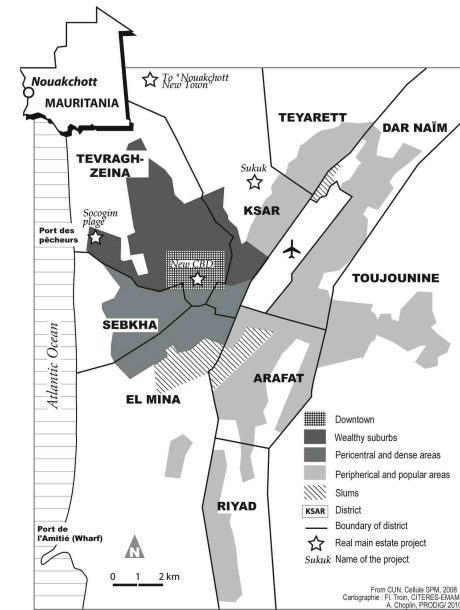 Nouakchott
MAURITANIA
To "Nouakchott
New Town"
TEYARETT
DAR NAÏM
TEVRAGH-
ZEINA
Sukuk
KSAR
Socogim
plage
Port des
pêcheurs
New CBD
TOUJOUNINE
SEBKHA
Atlantic Ocean
EL MINA
ARAFAT
RIYAD
Port de
l'Amitié (Wharf)
N
0 1 2 km
Downtown
Wealthy suburbs
Pericentral and dense areas
Peripherical and popular areas
Slums
KSAR District
Boundary of district
Real main estate project
Sukuk Name of the project
From CUN, Cellule SPM, 2008
Cartographie : Fl. Troin, CITERES-EMAM
A. Choplin, PRODIG/ 2010